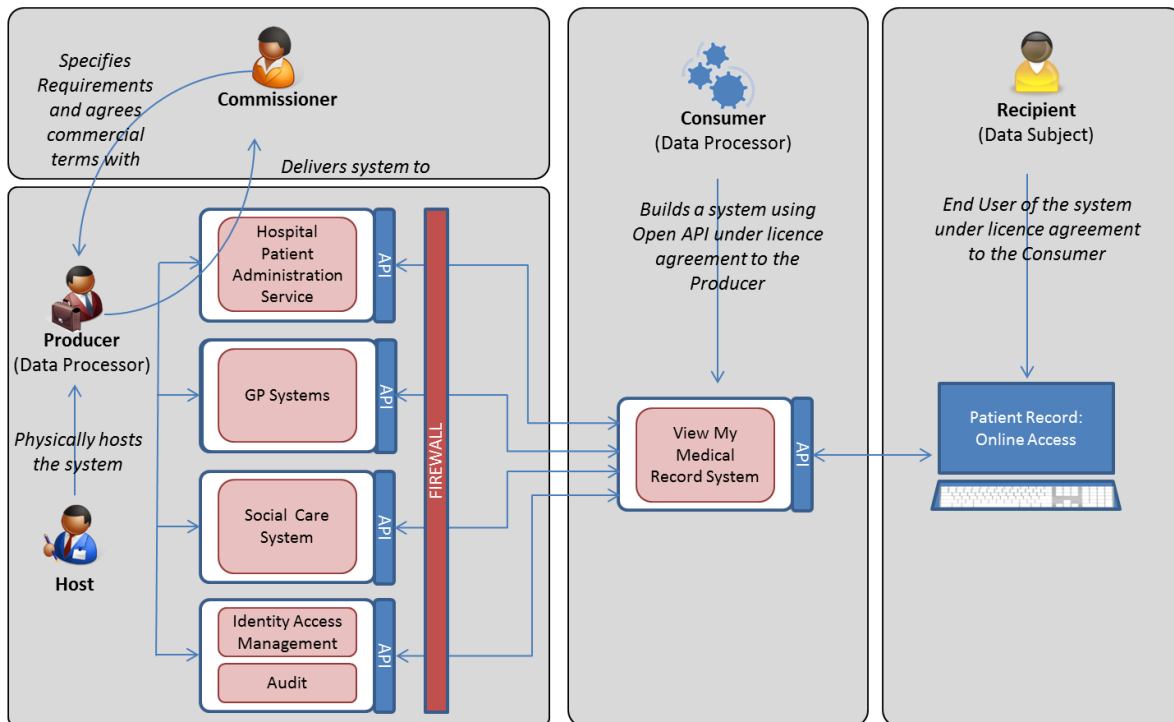 Specifies
Requirements
and agrees
commercial
terms with
Commissioner
Delivers system to
Producer
(Data Processor)
Physically hosts
the system
Host
Hospital
Patient
Administration
Service
API
GP Systems
API
Social Care
System
API
Identity Access
Management
Audit
API
FIREWALL
Consumer
(Data Processor)
Builds a system using
Open API under licence
agreement to the
Producer
View My
Medical
Record System
API
Recipient
(Data Subject)
End User of the system
under licence agreement
to the Consumer
Patient Record:
Online Access